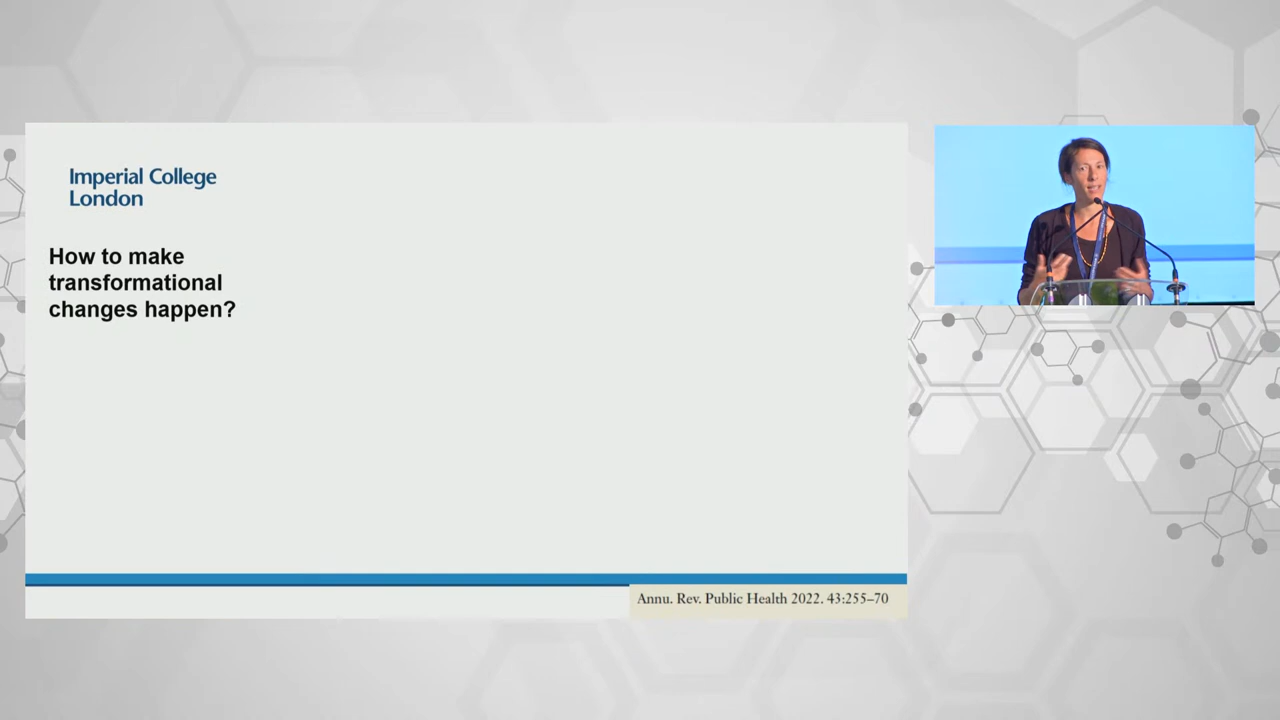 Imperial College
London
How to make
transformational
changes happen?
Annu. Rev. Public Health 2022. 43:255–70